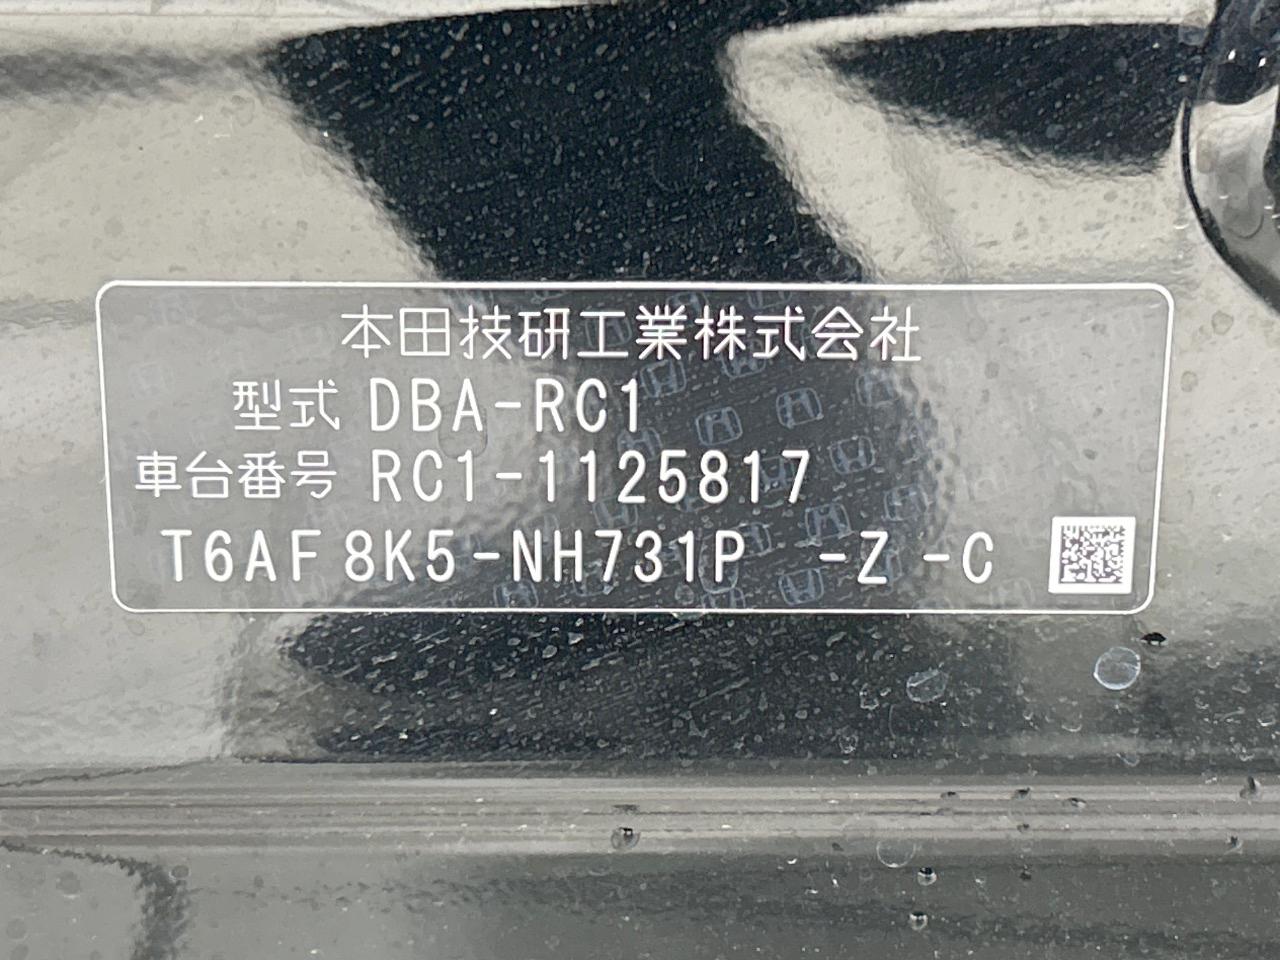 本田技研工業株式会社
型式 DBA-RC1
車台番号 RC1-1125817
T6AF 8K5-NH731P -Z -C